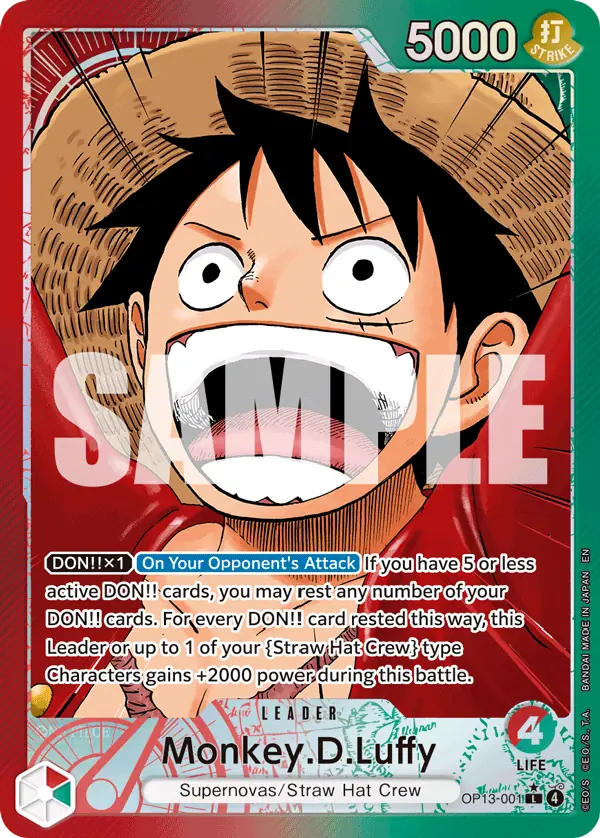 5000
打
STRIKE
SAMPLE
DON!!×1 On Your Opponent's Attack If you have 5 or less
active DON!! cards, you may rest any number of your
DON!! cards. For every DON!! card rested this way, this
Leader or up to 1 of your {Straw Hat Crew} type
Characters gains +2000 power during this battle.
LEADER
Monkey.D.Luffy
Supernovas/Straw Hat Crew
4
LIFE
OP13-001 L 4
©E/S ©E.O./S., T.A. BANDAI MADE IN JAPAN EN